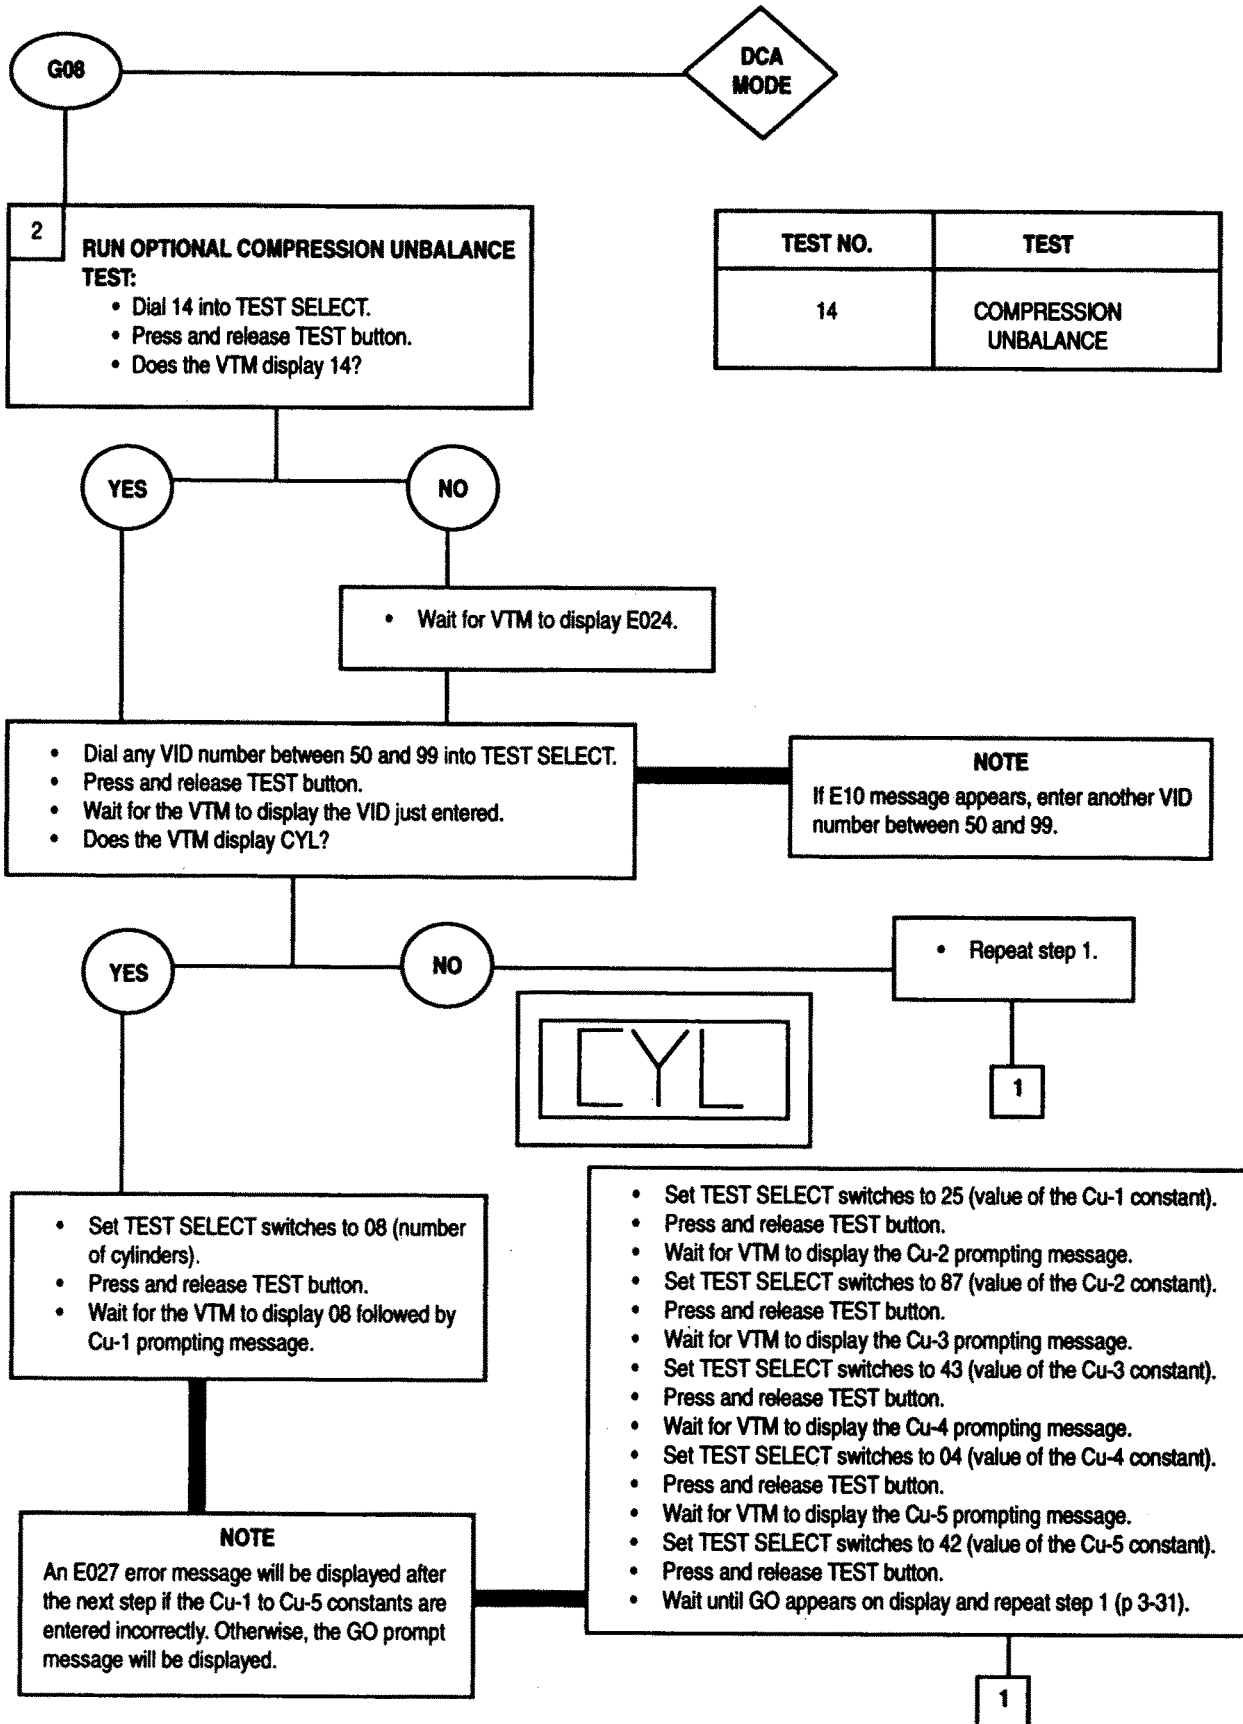 G08
DCA
MODE
2
RUN OPTIONAL COMPRESSION UNBALANCE
TEST:
• Dial 14 into TEST SELECT.
• Press and release TEST button.
• Does the VTM display 14?
TEST NO.
TEST
14
COMPRESSION
UNBALANCE
YES
NO
• Wait for VTM to display E024.
• Dial any VID number between 50 and 99 into TEST SELECT.
• Press and release TEST button.
• Wait for the VTM to display the VID just entered.
• Does the VTM display CYL?
NOTE
If E10 message appears, enter another VID
number between 50 and 99.
YES
NO
• Repeat step 1.
CYL
1
• Set TEST SELECT switches to 08 (number
of cylinders).
• Press and release TEST button.
• Wait for the VTM to display 08 followed by
Cu-1 prompting message.
NOTE
An E027 error message will be displayed after
the next step if the Cu-1 to Cu-5 constants are
entered incorrectly. Otherwise, the GO prompt
message will be displayed.
• Set TEST SELECT switches to 25 (value of the Cu-1 constant).
• Press and release TEST button.
• Wait for VTM to display the Cu-2 prompting message.
• Set TEST SELECT switches to 87 (value of the Cu-2 constant).
• Press and release TEST button.
• Wait for VTM to display the Cu-3 prompting message.
• Set TEST SELECT switches to 43 (value of the Cu-3 constant).
• Press and release TEST button.
• Wait for VTM to display the Cu-4 prompting message.
• Set TEST SELECT switches to 04 (value of the Cu-4 constant).
• Press and release TEST button.
• Wait for VTM to display the Cu-5 prompting message.
• Set TEST SELECT switches to 42 (value of the Cu-5 constant).
• Press and release TEST button.
• Wait until GO appears on display and repeat step 1 (p 3-31).
1